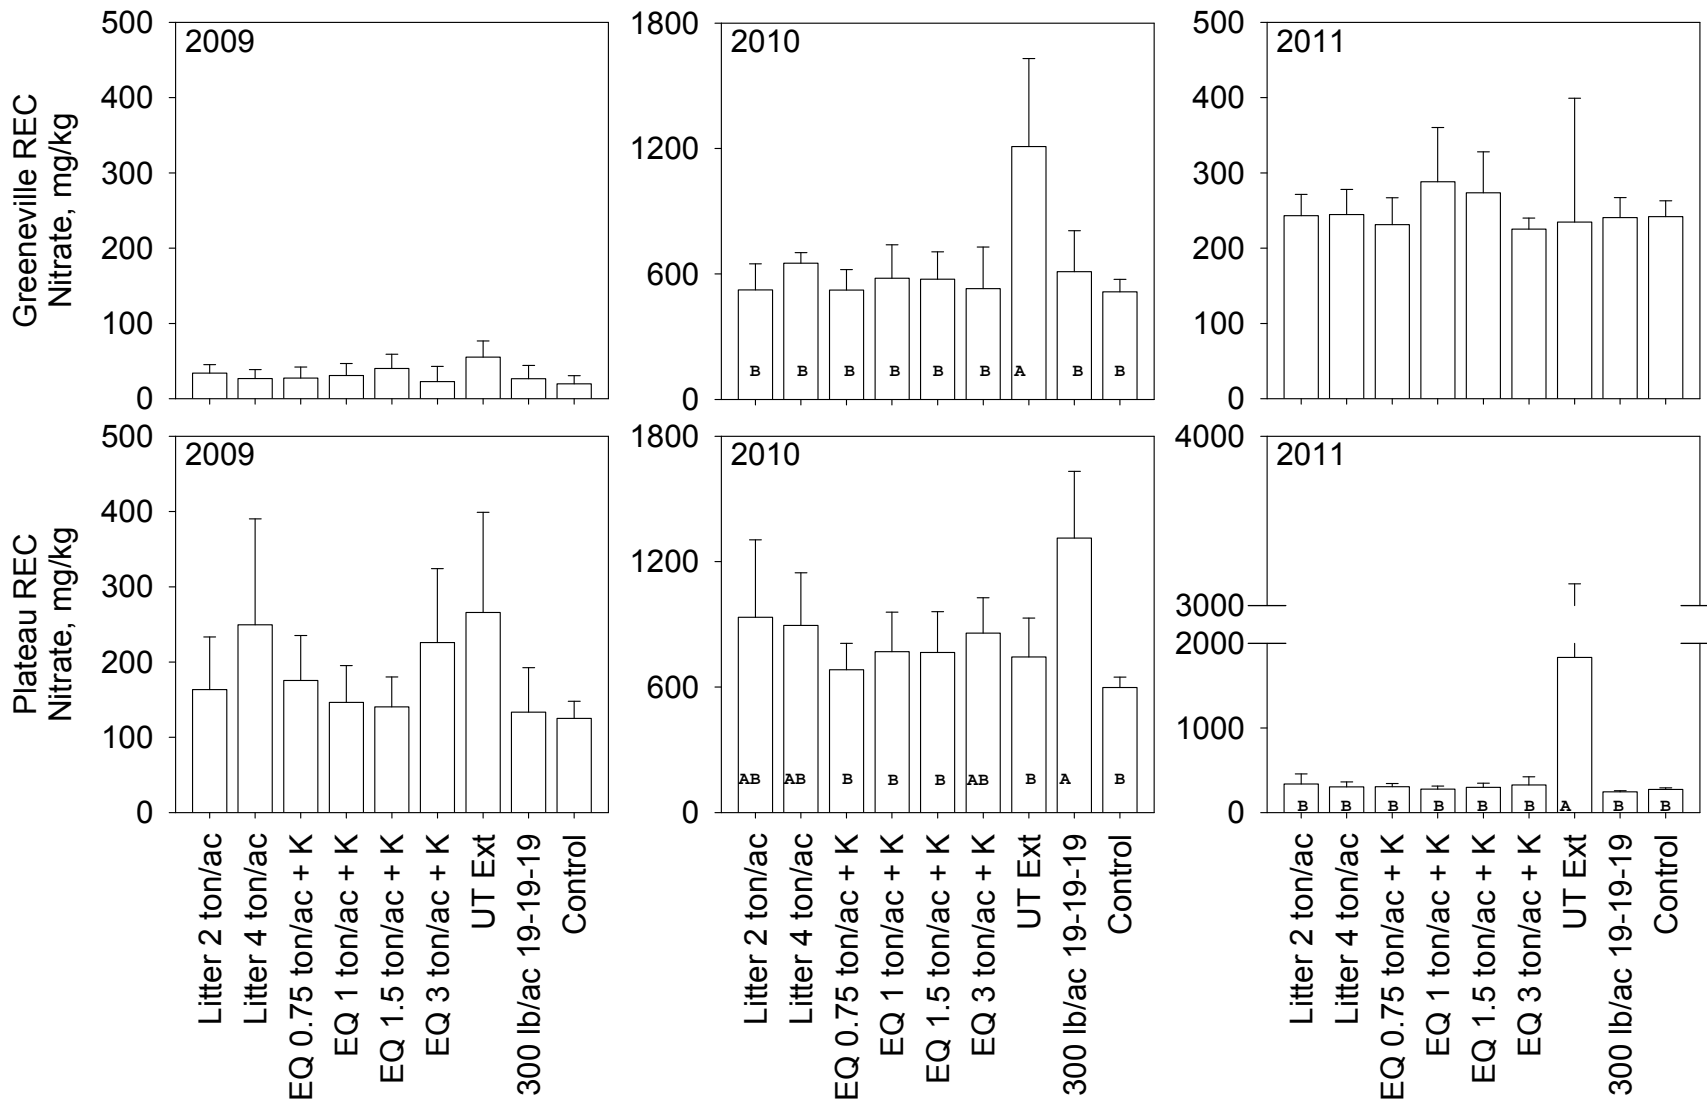 Greeneville REC
Nitrate, mg/kg
500
400
300
200
100
0
2009
1800
1200
600
0
2010
B B B B B B A B B
500
400
300
200
100
0
2011
Plateau REC
Nitrate, mg/kg
500
400
300
200
100
0
2009
1800
1200
600
0
2010
AB AB B B B AB B A B
4000
3000
2000
1000
0
2011
B B B B B B A B B
Litter 2 ton/ac
Litter 4 ton/ac
EQ 0.75 ton/ac + K
EQ 1 ton/ac + K
EQ 1.5 ton/ac + K
EQ 3 ton/ac + K
UT Ext
300 lb/ac 19-19-19
Control
Litter 2 ton/ac
Litter 4 ton/ac
EQ 0.75 ton/ac + K
EQ 1 ton/ac + K
EQ 1.5 ton/ac + K
EQ 3 ton/ac + K
UT Ext
300 lb/ac 19-19-19
Control
Litter 2 ton/ac
Litter 4 ton/ac
EQ 0.75 ton/ac + K
EQ 1 ton/ac + K
EQ 1.5 ton/ac + K
EQ 3 ton/ac + K
UT Ext
300 lb/ac 19-19-19
Control